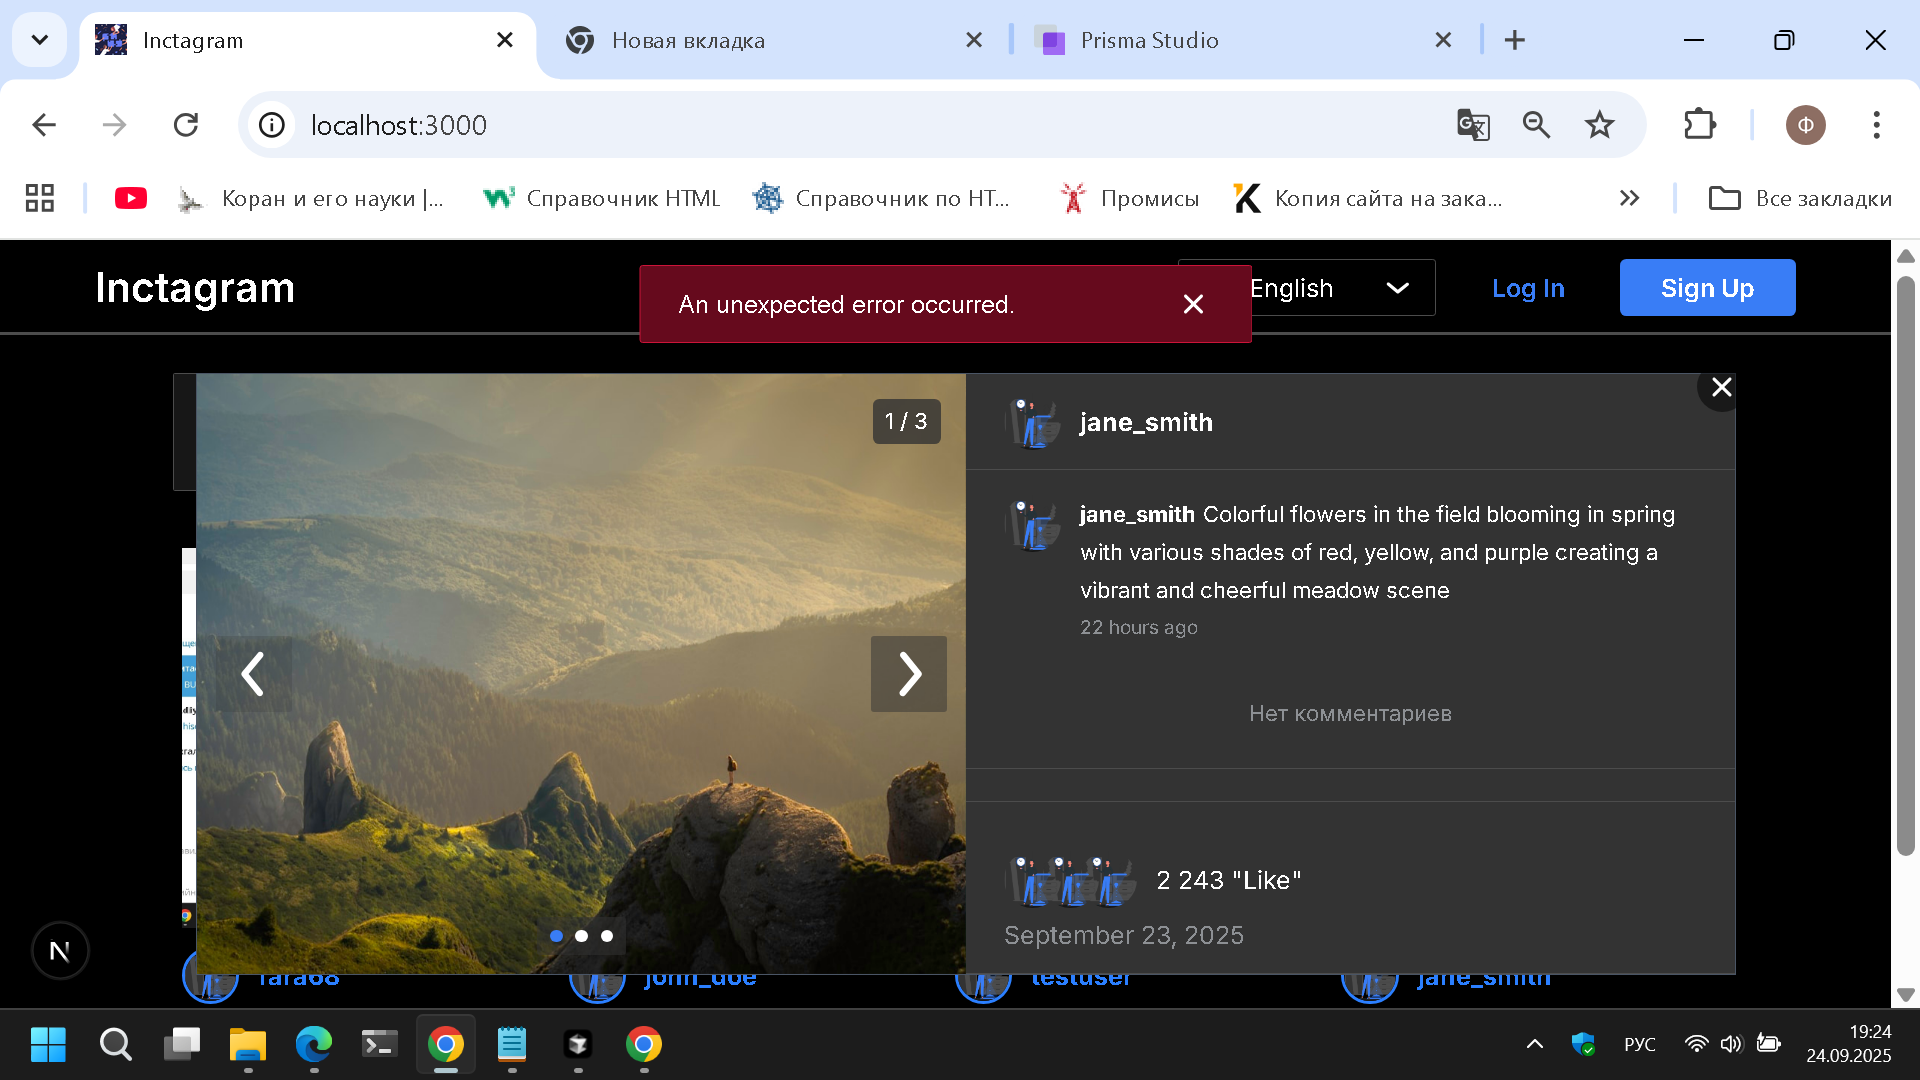 Inctagram
Новая вкладка
Prisma Studio
localhost:3000
Ф
Коран и его науки |...
Справочник HTML
Справочник по HT...
Промисы
Копия сайта на зака...
Все закладки
Inctagram
An unexpected error occurred.
English
Log In
Sign Up
1 / 3
jane_smith
jane_smith Colorful flowers in the field blooming in spring
with various shades of red, yellow, and purple creating a
vibrant and cheerful meadow scene
22 hours ago
Нет комментариев
2 243 "Like"
September 23, 2025
N
john_doe
testuser
jane_smith
РУС
19:24
24.09.2025